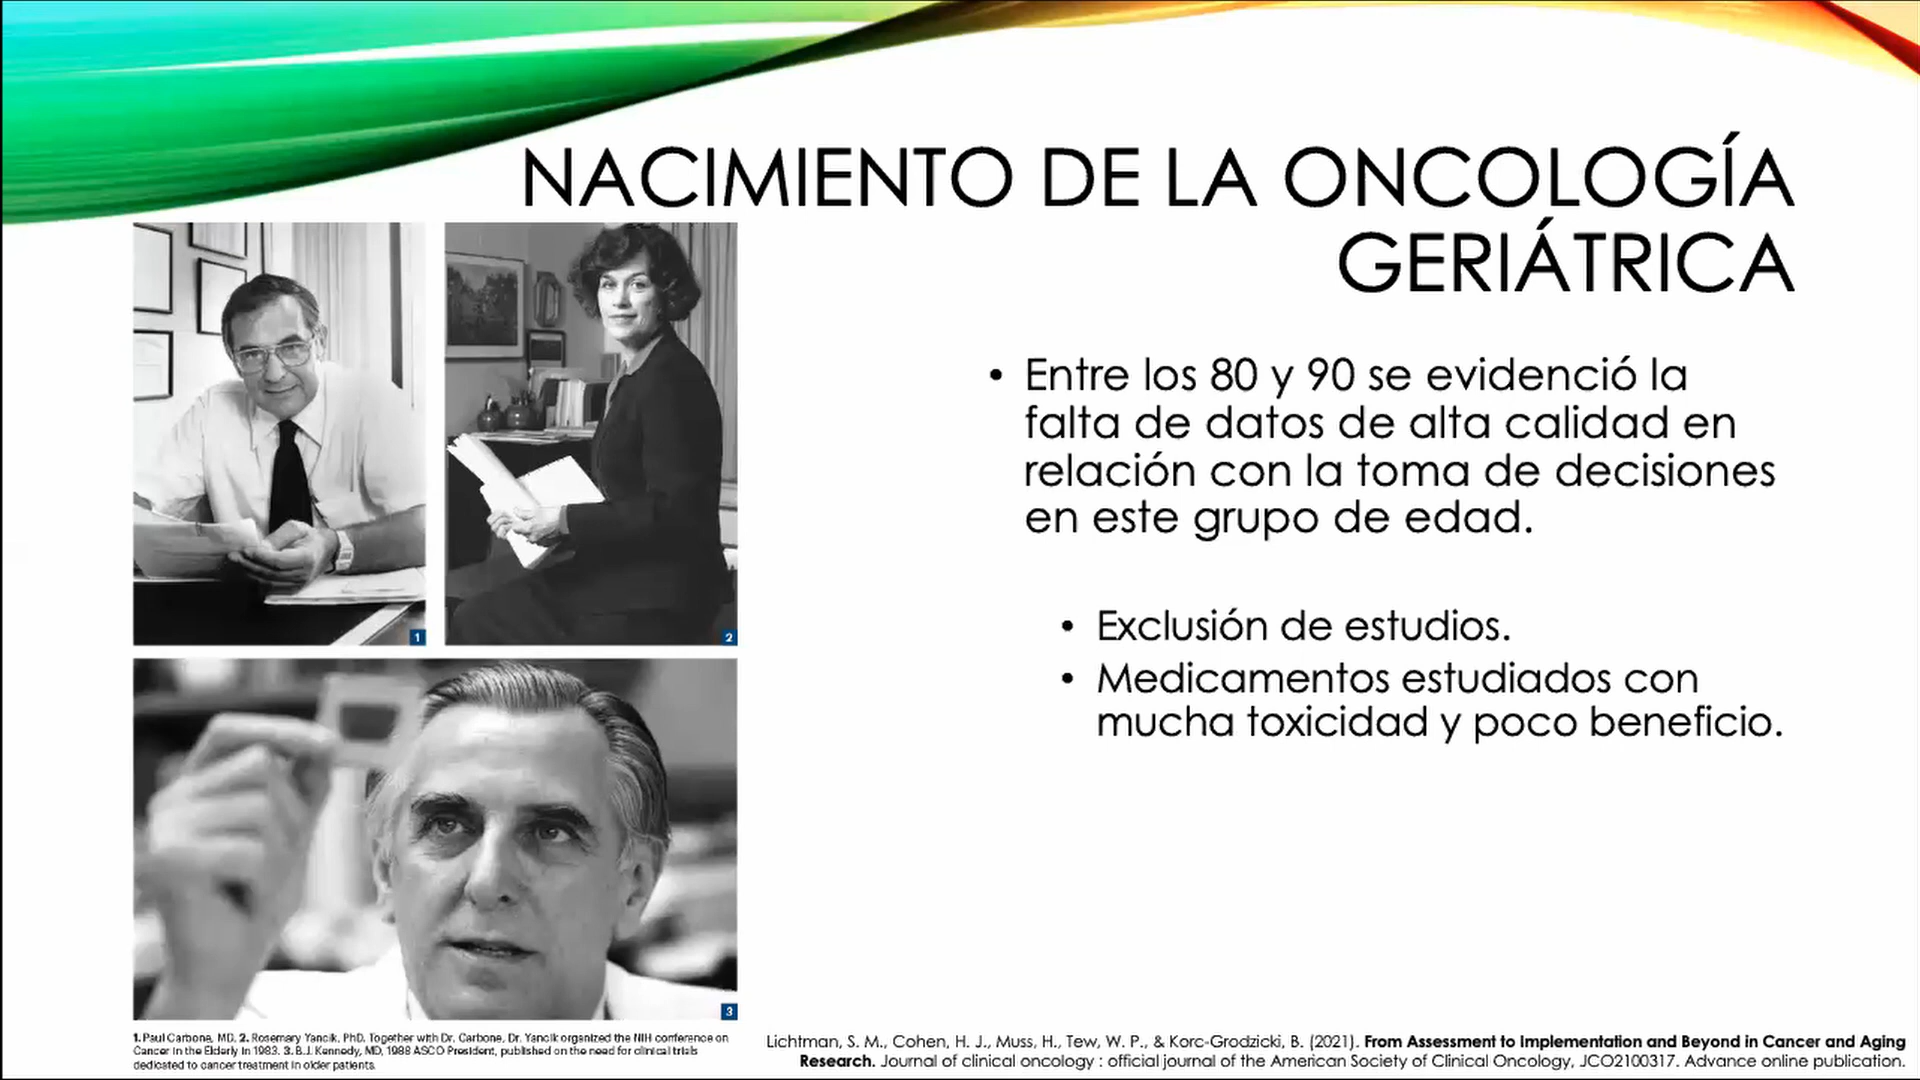 NACIMIENTO DE LA ONCOLOGÍA
GERIÁTRICA
• Entre los 80 y 90 se evidenció la
falta de datos de alta calidad en
relación con la toma de decisiones
en este grupo de edad.
• Exclusión de estudios.
• Medicamentos estudiados con
mucha toxicidad y poco beneficio.
1
2
3
1. Paul Carbone, MD. 2. Rosemary Yancik, PhD. Together with Dr. Carbone, Dr. Yancik organized the NIH conference on
Cancer in the Elderly in 1983. 3. B.J. Kennedy, MD, 1988 ASCO President, published on the need for clinical trials
dedicated to cancer treatment in older patients.
Lichtman, S. M., Cohen, H. J., Muss, H., Tew, W. P., & Korc-Grodzicki, B. (2021). From Assessment to Implementation and Beyond in Cancer and Aging
Research. Journal of clinical oncology : official journal of the American Society of Clinical Oncology, JCO2100317. Advance online publication.